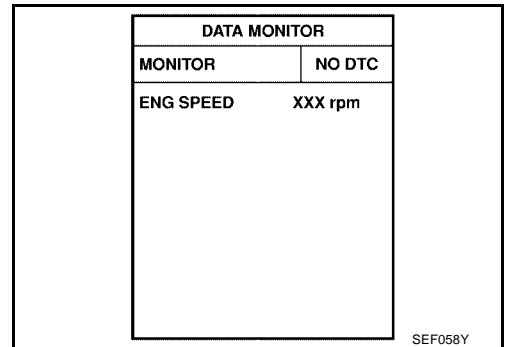 DATA MONITOR
MONITOR NO DTC
ENG SPEED XXX rpm
SEF058Y